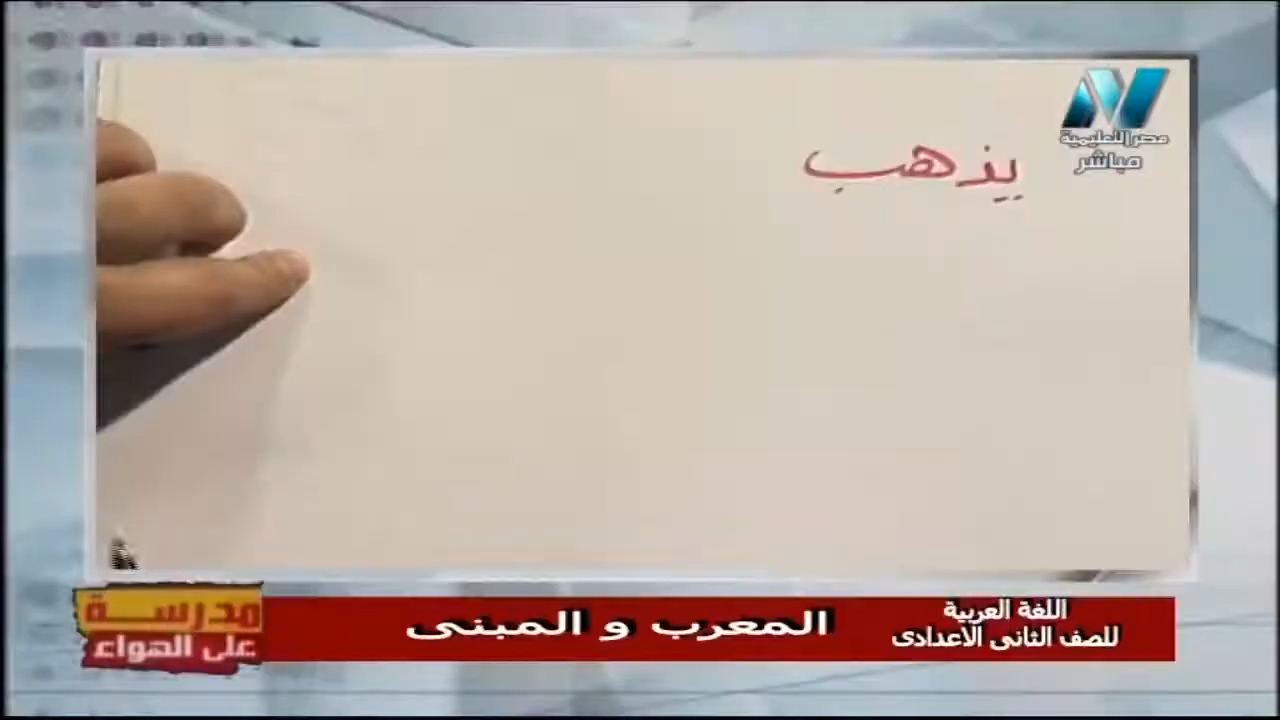 مصر التعليمية
مباشر
يذهب
اللغة العربية
للصف الثانى الاعدادى
المعرب و المبنى
مدرسة
على الهواء